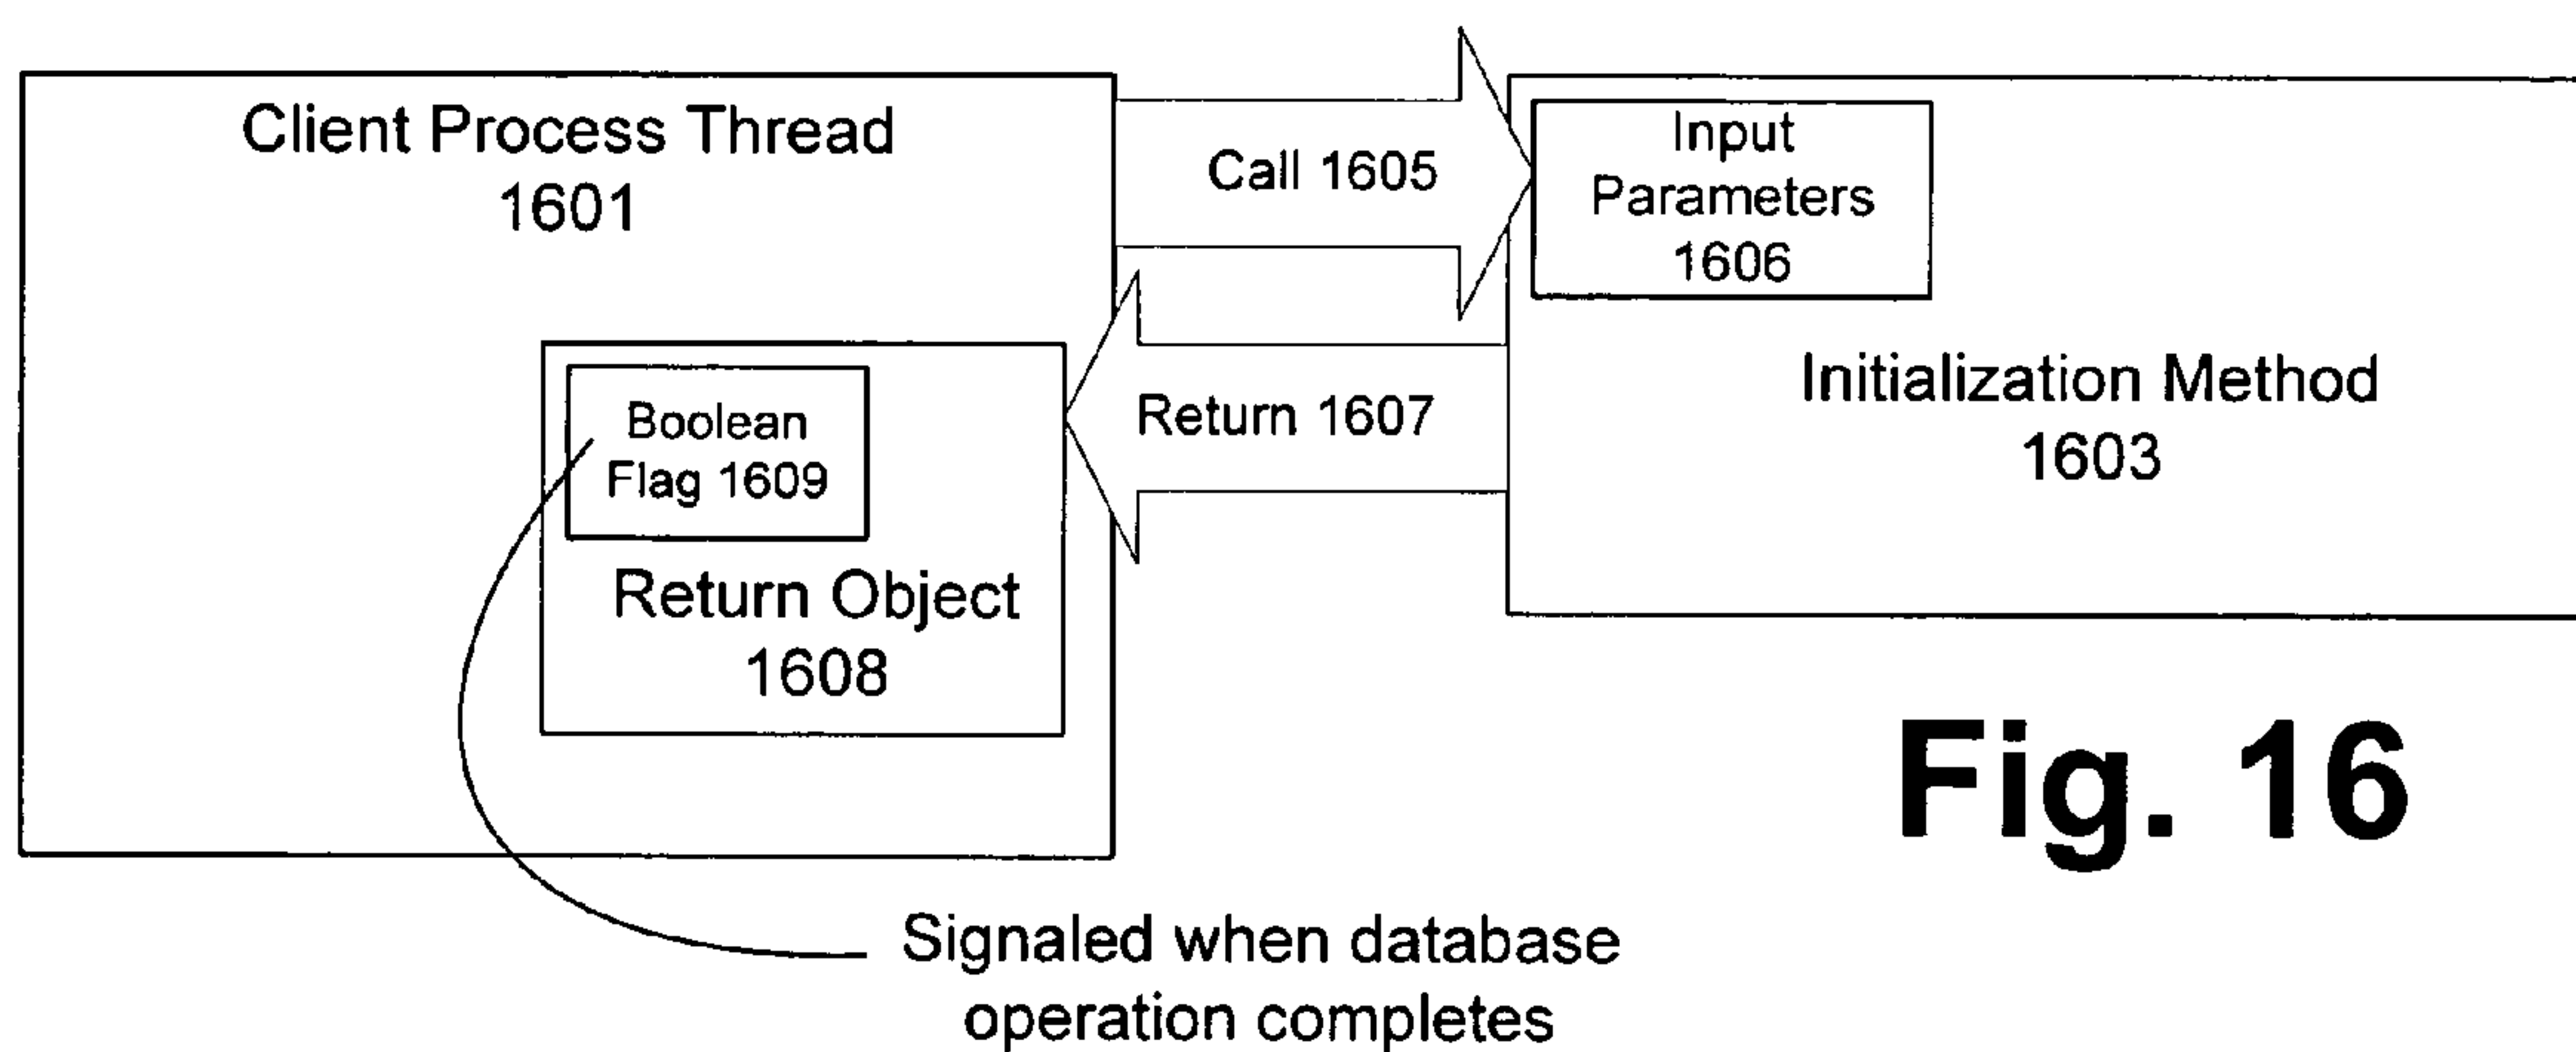 Client Process Thread
1601
Call 1605
Input
Parameters
1606
Boolean
Flag 1609
Return Object
1608
Return 1607
Initialization Method
1603
Fig. 16
Signaled when database
operation completes